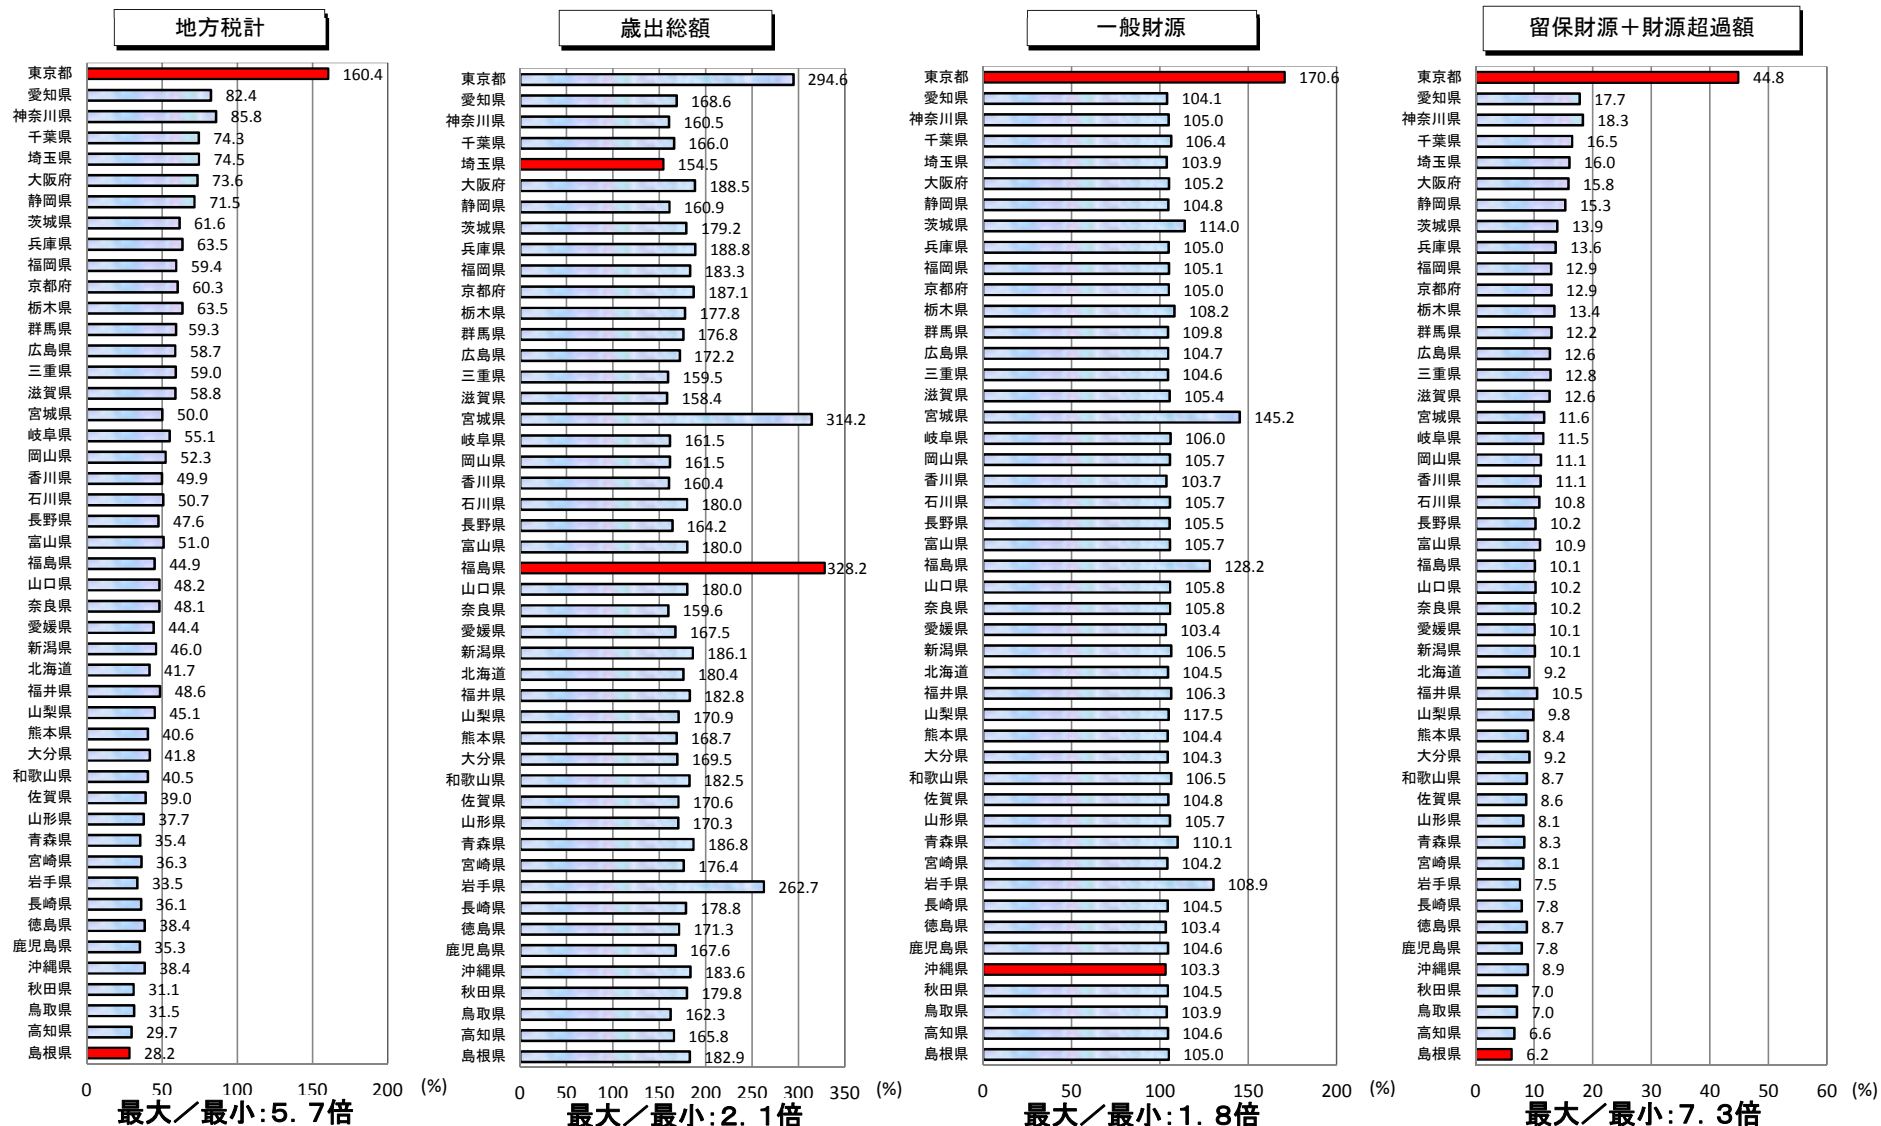 地方税計
東京都 160.4
愛知県 82.4
神奈川県 85.8
千葉県 74.3
埼玉県 74.5
大阪府 73.6
静岡県 71.5
茨城県 61.6
兵庫県 63.5
福岡県 59.4
京都府 60.3
栃木県 63.5
群馬県 59.3
広島県 58.7
三重県 59.0
滋賀県 58.8
宮城県 50.0
岐阜県 55.1
岡山県 52.3
香川県 49.9
石川県 50.7
長野県 47.6
富山県 51.0
福島県 44.9
山口県 48.2
奈良県 48.1
愛媛県 44.4
新潟県 46.0
北海道 41.7
福井県 48.6
山梨県 45.1
熊本県 40.6
大分県 41.8
和歌山県 40.5
佐賀県 39.0
山形県 37.7
青森県 35.4
宮崎県 36.3
岩手県 33.5
長崎県 36.1
徳島県 38.4
鹿児島県 35.3
沖縄県 38.4
秋田県 31.1
鳥取県 31.5
高知県 29.7
島根県 28.2
0 50 100 150 200 (%)
最大/最小:5.7倍
歳出総額
東京都 294.6
愛知県 168.6
神奈川県 160.5
千葉県 166.0
埼玉県 154.5
大阪府 188.5
静岡県 160.9
茨城県 179.2
兵庫県 188.8
福岡県 183.3
京都府 187.1
栃木県 177.8
群馬県 176.8
広島県 172.2
三重県 159.5
滋賀県 158.4
宮城県 314.2
岐阜県 161.5
岡山県 161.5
香川県 160.4
石川県 180.0
長野県 164.2
富山県 180.0
福島県 328.2
山口県 180.0
奈良県 159.6
愛媛県 167.5
新潟県 186.1
北海道 180.4
福井県 182.8
山梨県 170.9
熊本県 168.7
大分県 169.5
和歌山県 182.5
佐賀県 170.6
山形県 170.3
青森県 186.8
宮崎県 176.4
岩手県 262.7
長崎県 178.8
徳島県 171.3
鹿児島県 167.6
沖縄県 183.6
秋田県 179.8
鳥取県 162.3
高知県 165.8
島根県 182.9
0 50 100 150 200 250 300 350 (%)
最大/最小:2.1倍
一般財源
東京都 170.6
愛知県 104.1
神奈川県 105.0
千葉県 106.4
埼玉県 103.9
大阪府 105.2
静岡県 104.8
茨城県 114.0
兵庫県 105.0
福岡県 105.1
京都府 105.0
栃木県 108.2
群馬県 109.8
広島県 104.7
三重県 104.6
滋賀県 105.4
宮城県 145.2
岐阜県 106.0
岡山県 105.7
香川県 103.7
石川県 105.7
長野県 105.5
富山県 105.7
福島県 128.2
山口県 105.8
奈良県 105.8
愛媛県 103.4
新潟県 106.5
北海道 104.5
福井県 106.3
山梨県 117.5
熊本県 104.4
大分県 104.3
和歌山県 106.5
佐賀県 104.8
山形県 105.7
青森県 110.1
宮崎県 104.2
岩手県 108.9
長崎県 104.5
徳島県 103.4
鹿児島県 104.6
沖縄県 103.3
秋田県 104.5
鳥取県 103.9
高知県 104.6
島根県 105.0
0 50 100 150 200 (%)
最大/最小:1.8倍
留保財源+財源超過額
東京都 44.8
愛知県 17.7
神奈川県 18.3
千葉県 16.5
埼玉県 16.0
大阪府 15.8
静岡県 15.3
茨城県 13.9
兵庫県 13.6
福岡県 12.9
京都府 12.9
栃木県 13.4
群馬県 12.2
広島県 12.6
三重県 12.8
滋賀県 12.6
宮城県 11.6
岐阜県 11.5
岡山県 11.1
香川県 11.1
石川県 10.8
長野県 10.2
富山県 10.9
福島県 10.1
山口県 10.2
奈良県 10.2
愛媛県 10.1
新潟県 10.1
北海道 9.2
福井県 10.5
山梨県 9.8
熊本県 8.4
大分県 9.2
和歌山県 8.7
佐賀県 8.6
山形県 8.1
青森県 8.3
宮崎県 8.1
岩手県 7.5
長崎県 7.8
徳島県 8.7
鹿児島県 7.8
沖縄県 8.9
秋田県 7.0
鳥取県 7.0
高知県 6.6
島根県 6.2
0 10 20 30 40 50 60 (%)
最大/最小:7.3倍